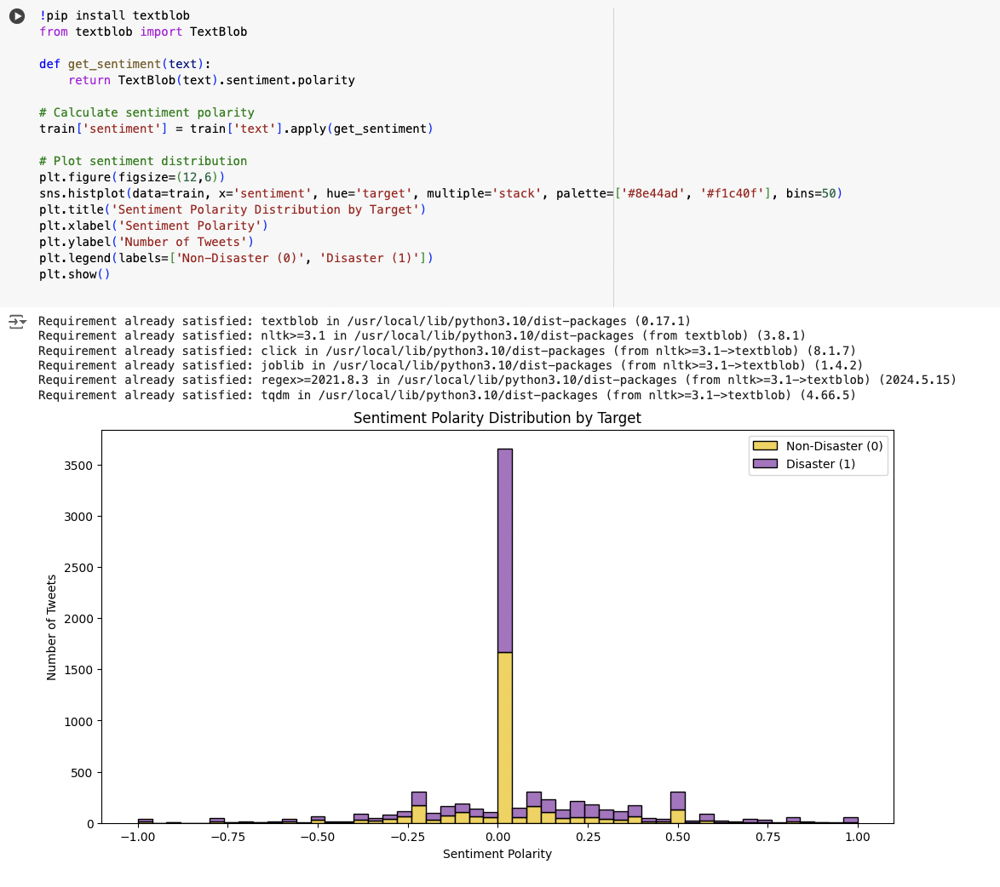 !pip install textblob
from textblob import TextBlob
def get_sentiment(text):
    return TextBlob(text).sentiment.polarity
# Calculate sentiment polarity
train['sentiment'] = train['text'].apply(get_sentiment)
# Plot sentiment distribution
plt.figure(figsize=(12,6))
sns.histplot(data=train, x='sentiment', hue='target', multiple='stack', palette=['#8e44ad', '#f1c40f'], bins=50)
plt.title('Sentiment Polarity Distribution by Target')
plt.xlabel('Sentiment Polarity')
plt.ylabel('Number of Tweets')
plt.legend(labels=['Non-Disaster (0)', 'Disaster (1)'])
plt.show()
Requirement already satisfied: textblob in /usr/local/lib/python3.10/dist-packages (0.17.1)
Requirement already satisfied: nltk>=3.1 in /usr/local/lib/python3.10/dist-packages (from textblob) (3.8.1)
Requirement already satisfied: click in /usr/local/lib/python3.10/dist-packages (from nltk>=3.1->textblob) (8.1.7)
Requirement already satisfied: joblib in /usr/local/lib/python3.10/dist-packages (from nltk>=3.1->textblob) (1.4.2)
Requirement already satisfied: regex>=2021.8.3 in /usr/local/lib/python3.10/dist-packages (from nltk>=3.1->textblob) (2024.5.15)
Requirement already satisfied: tqdm in /usr/local/lib/python3.10/dist-packages (from nltk>=3.1->textblob) (4.66.5)
Sentiment Polarity Distribution by Target
Non-Disaster (0)
Disaster (1)
Number of Tweets
3500
3000
2500
2000
1500
1000
500
0
−1.00 −0.75 −0.50 −0.25 0.00 0.25 0.50 0.75 1.00
Sentiment Polarity